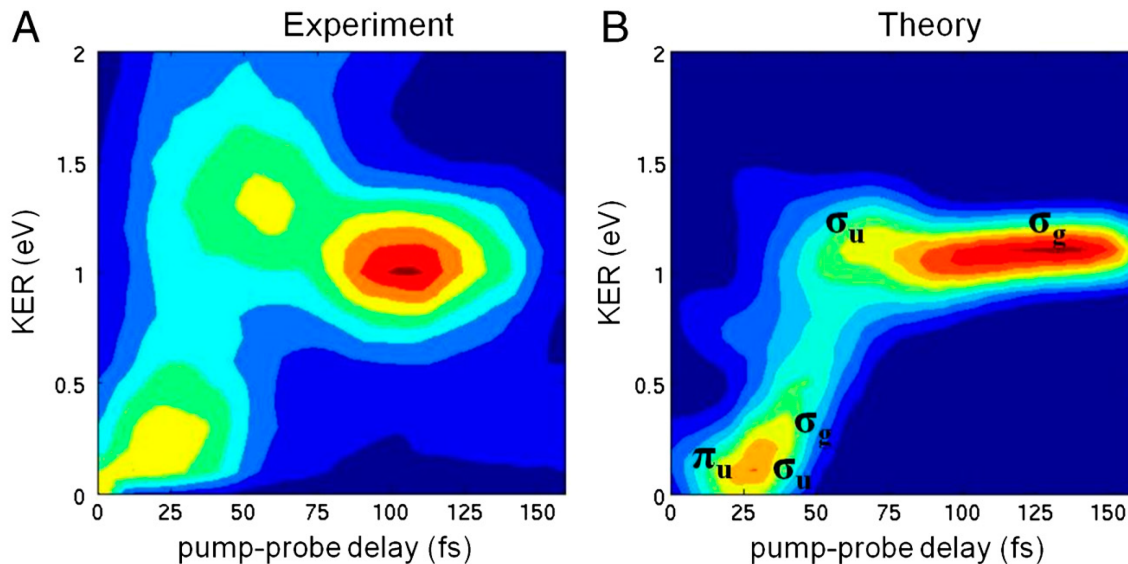 A
Experiment
KER (eV)
2
1.5
1
0.5
0
0 25 50 75 100 125 150
pump-probe delay (fs)
B
Theory
KER (eV)
2
1.5
1
0.5
0
σu σg
σg
πu σu
0 25 50 75 100 125 150
pump-probe delay (fs)